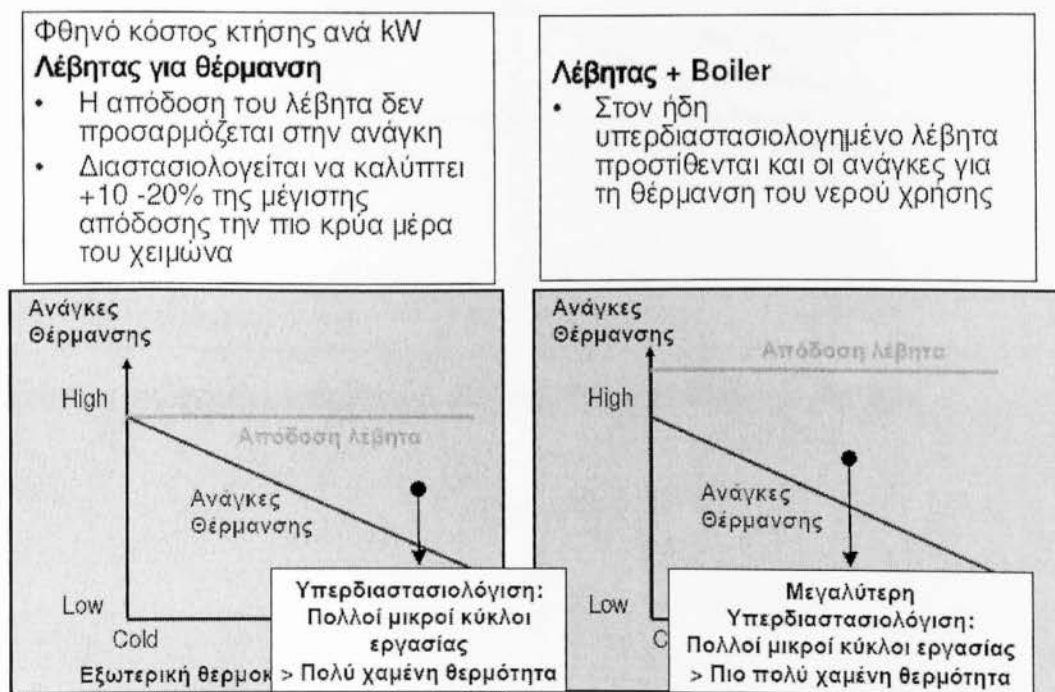 Φθηνό κόστος κτήσης ανά kW
Λέβητας για θέρμανση
• Η απόδοση του λέβητα δεν
προσαρμόζεται στην ανάγκη
• Διαστασιολογείται να καλύπτει
+10 -20% της μέγιστης
απόδοσης την πιο κρύα μέρα
του χειμώνα
Λέβητας + Boiler
• Στον ήδη
υπερδιαστασιολογημένο λέβητα
προστίθενται και οι ανάγκες για
τη θέρμανση του νερού χρήσης
Ανάγκες
Θέρμανσης
High
Απόδοση λέβητα
Ανάγκες
Θέρμανσης
Low
Cold
Υπερδιαστασιολόγιση:
Πολλοί μικροί κύκλοι
εργασίας
> Πολύ χαμένη θερμότητα
Εξωτερική
Ανάγκες
Θέρμανσης
Απόδοση λέβητα
High
Ανάγκες
Θέρμανσης
Low
Μεγαλύτερη
Υπερδιαστασιολόγιση:
Πολλοί μικροί κύκλοι εργασίας
> Πιο πολύ χαμένη θερμότητα